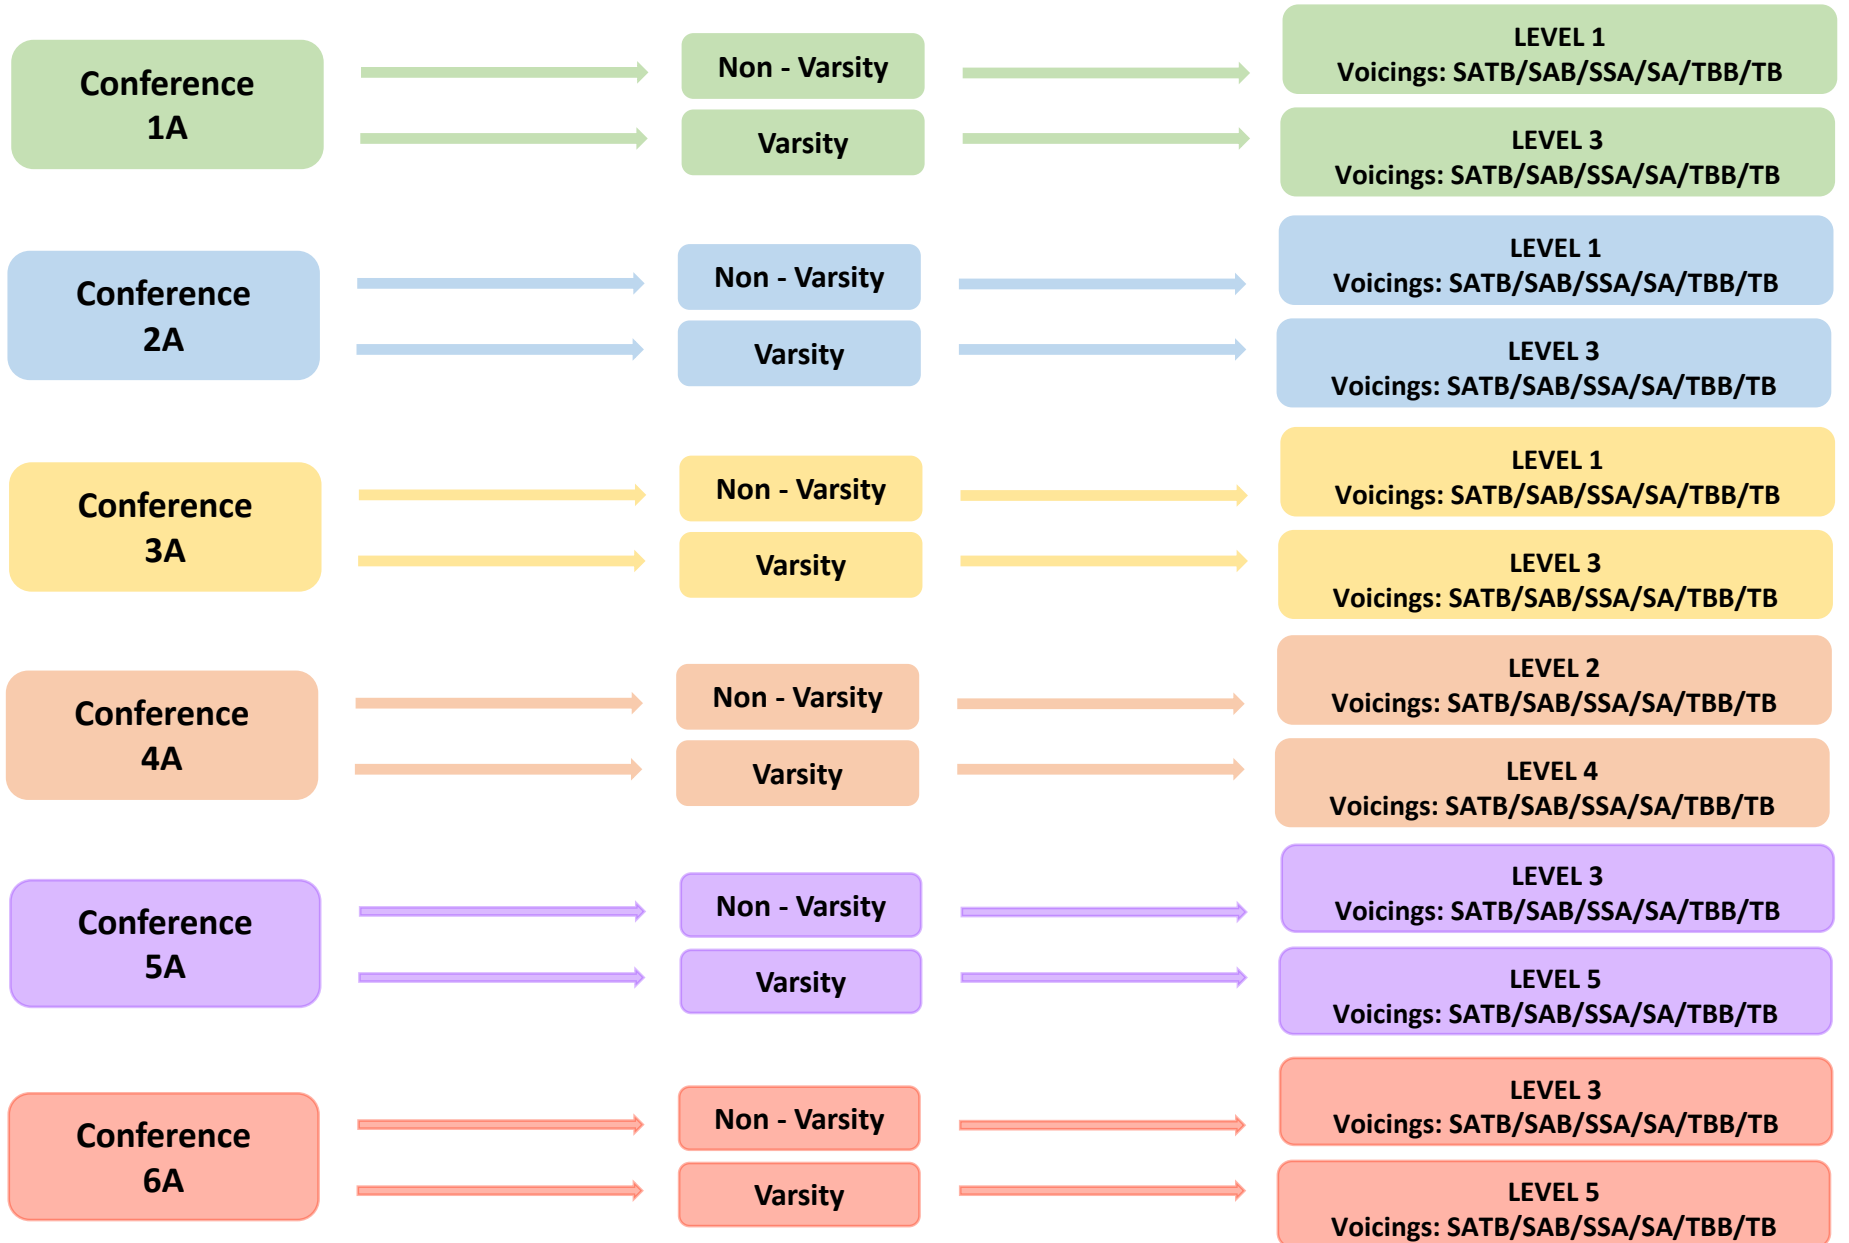 Conference
1A
Non - Varsity
LEVEL 1
Voicings: SATB/SAB/SSA/SA/TBB/TB
Varsity
LEVEL 3
Voicings: SATB/SAB/SSA/SA/TBB/TB
Conference
2A
Non - Varsity
LEVEL 1
Voicings: SATB/SAB/SSA/SA/TBB/TB
Varsity
LEVEL 3
Voicings: SATB/SAB/SSA/SA/TBB/TB
Conference
3A
Non - Varsity
LEVEL 1
Voicings: SATB/SAB/SSA/SA/TBB/TB
Varsity
LEVEL 3
Voicings: SATB/SAB/SSA/SA/TBB/TB
Conference
4A
Non - Varsity
LEVEL 2
Voicings: SATB/SAB/SSA/SA/TBB/TB
Varsity
LEVEL 4
Voicings: SATB/SAB/SSA/SA/TBB/TB
Conference
5A
Non - Varsity
LEVEL 3
Voicings: SATB/SAB/SSA/SA/TBB/TB
Varsity
LEVEL 5
Voicings: SATB/SAB/SSA/SA/TBB/TB
Conference
6A
Non - Varsity
LEVEL 3
Voicings: SATB/SAB/SSA/SA/TBB/TB
Varsity
LEVEL 5
Voicings: SATB/SAB/SSA/SA/TBB/TB